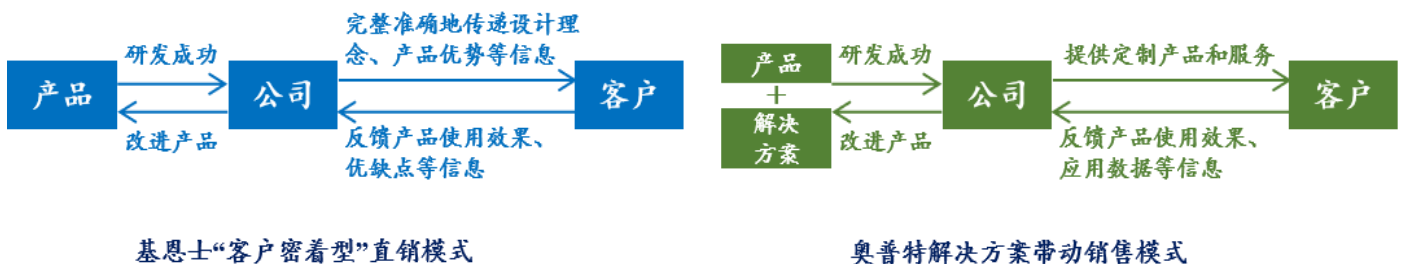 完整准确地传递设计理
念、产品优势等信息
研发成功
产品
公司
客户
改进产品
反馈产品使用效果、
优缺点等信息
基恩士“客户密着型”直销模式
产品
+
解决
方案
研发成功
公司
提供定制产品和服务
客户
改进产品
反馈产品使用效果、
应用数据等信息
奥普特解决方案带动销售模式